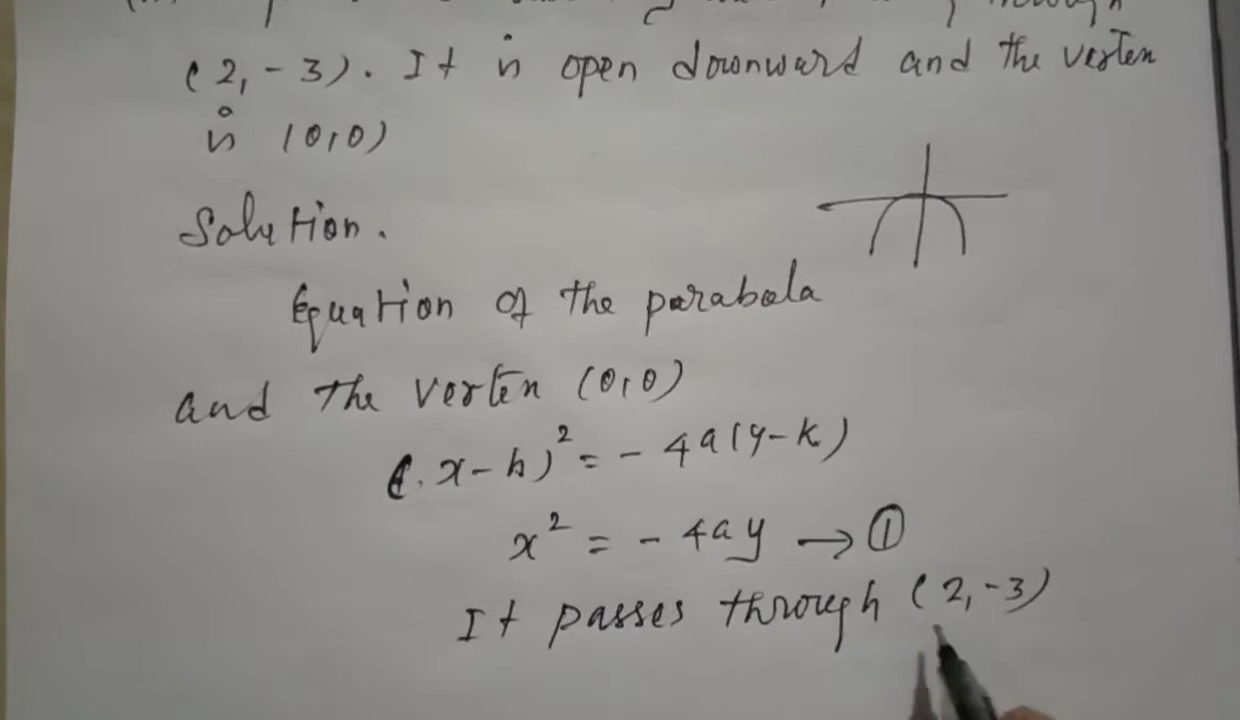 (2, -3). It is open downward and the vertex
is (0,0)
Solution.
Equation of the parabola
and the vertex (0,0)
(x-h)² = -4a(y-k)
x² = -4ay → ①
It passes through (2,-3)